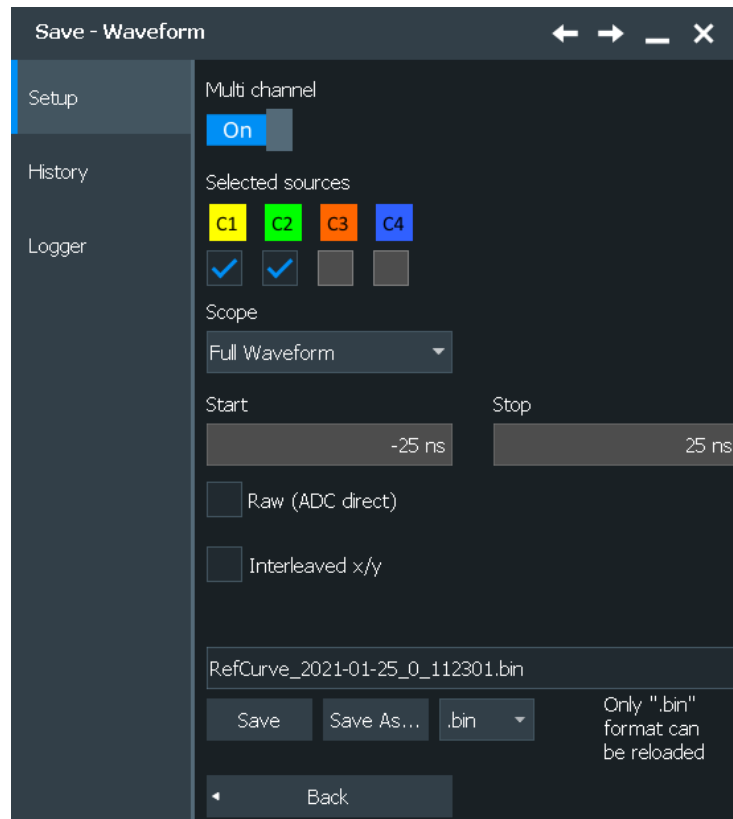 Save - Waveform
Setup
History
Logger
Multi channel
On
Selected sources
C1 C2 C3 C4
Scope
Full Waveform
Start Stop
-25 ns 25 ns
Raw (ADC direct)
Interleaved x/y
RefCurve_2021-01-25_0_112301.bin
Save Save As... .bin
Only ".bin"
format can
be reloaded
Back